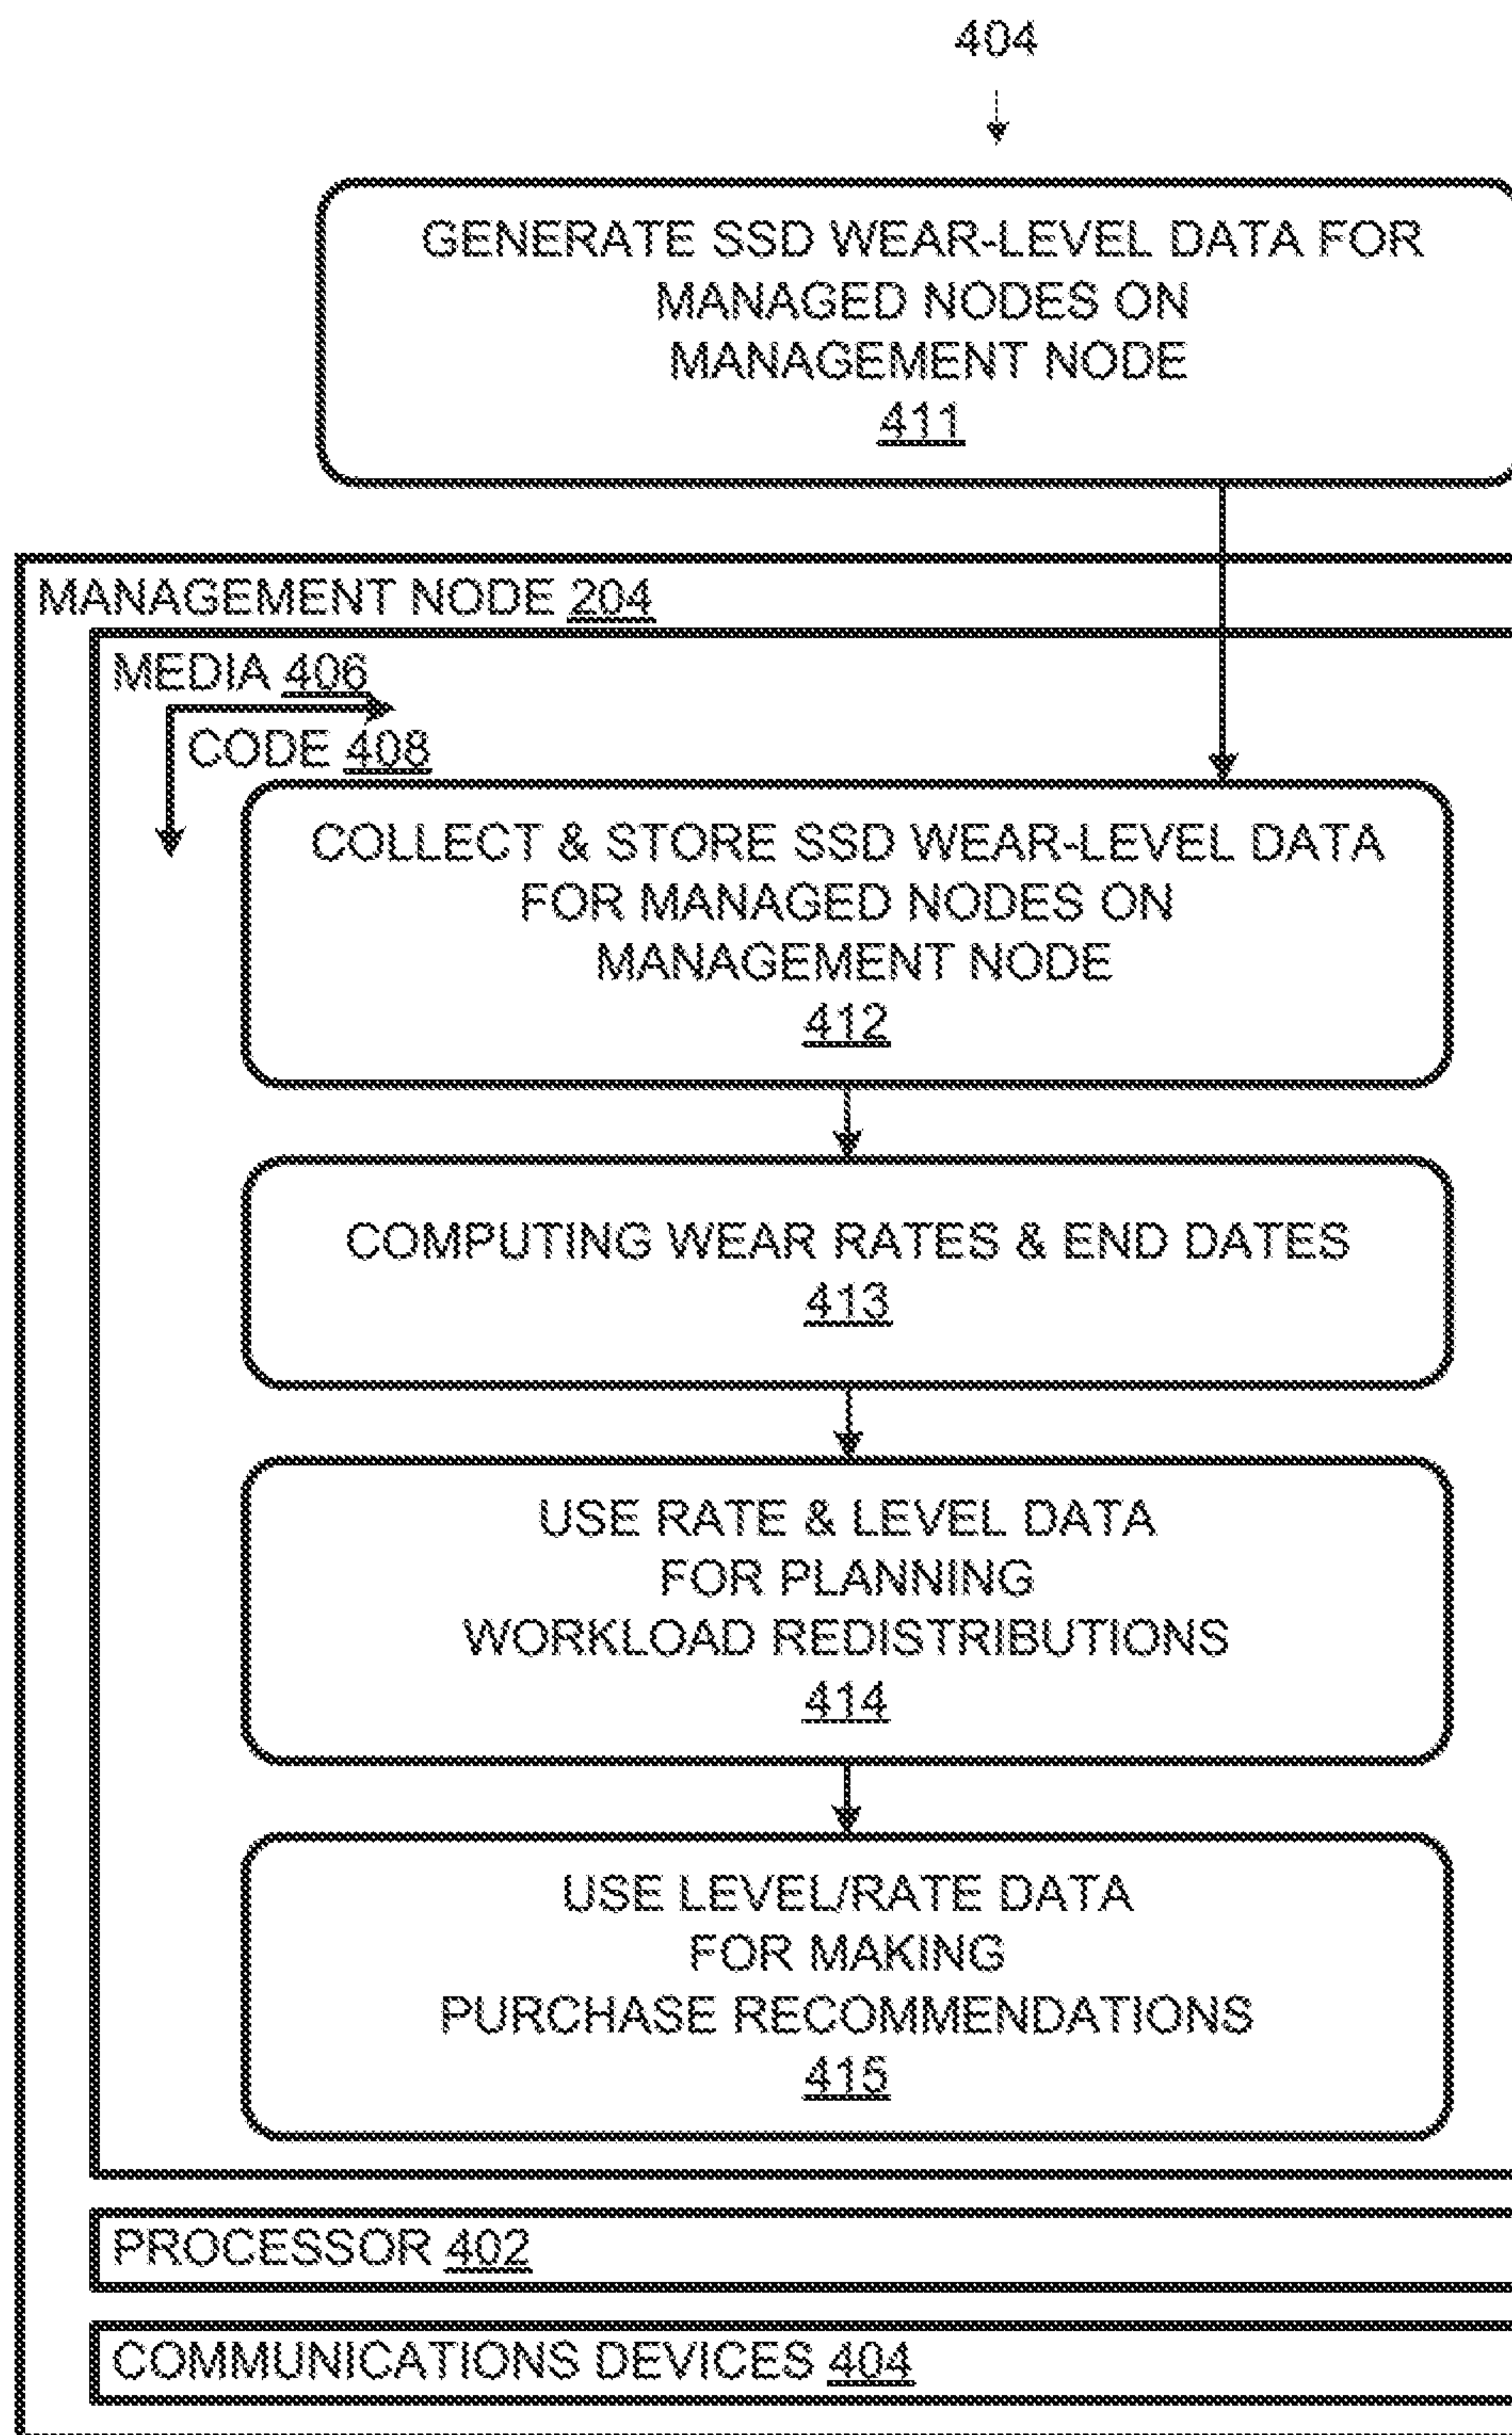 404
GENERATE SSD WEAR-LEVEL DATA FOR
MANAGED NODES ON
MANAGEMENT NODE
411
MANAGEMENT NODE 204
MEDIA 406
CODE 408
COLLECT & STORE SSD WEAR-LEVEL DATA
FOR MANAGED NODES ON
MANAGEMENT NODE
412
COMPUTING WEAR RATES & END DATES
413
USE RATE & LEVEL DATA
FOR PLANNING
WORKLOAD REDISTRIBUTIONS
414
USE LEVEL/RATE DATA
FOR MAKING
PURCHASE RECOMMENDATIONS
415
PROCESSOR 402
COMMUNICATIONS DEVICES 404